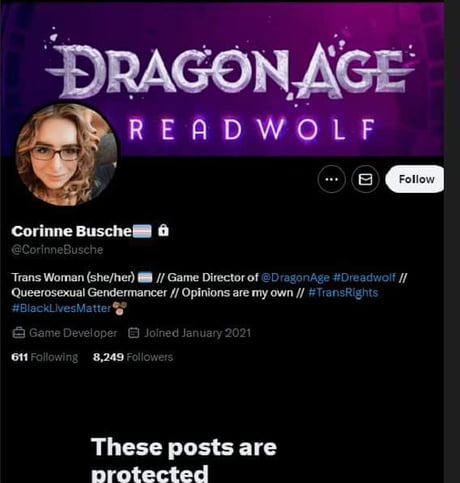 DRAGON AGE
READWOLF
Follow
Corinne Busche
@CorinneBusche
Trans Woman (she/her) // Game Director of @DragonAge #Dreadwolf //
Queerosexual Gendermancer // Opinions are my own // #TransRights
#BlackLivesMatter
Game Developer Joined January 2021
611 Following 8,249 Followers
These posts are
protected